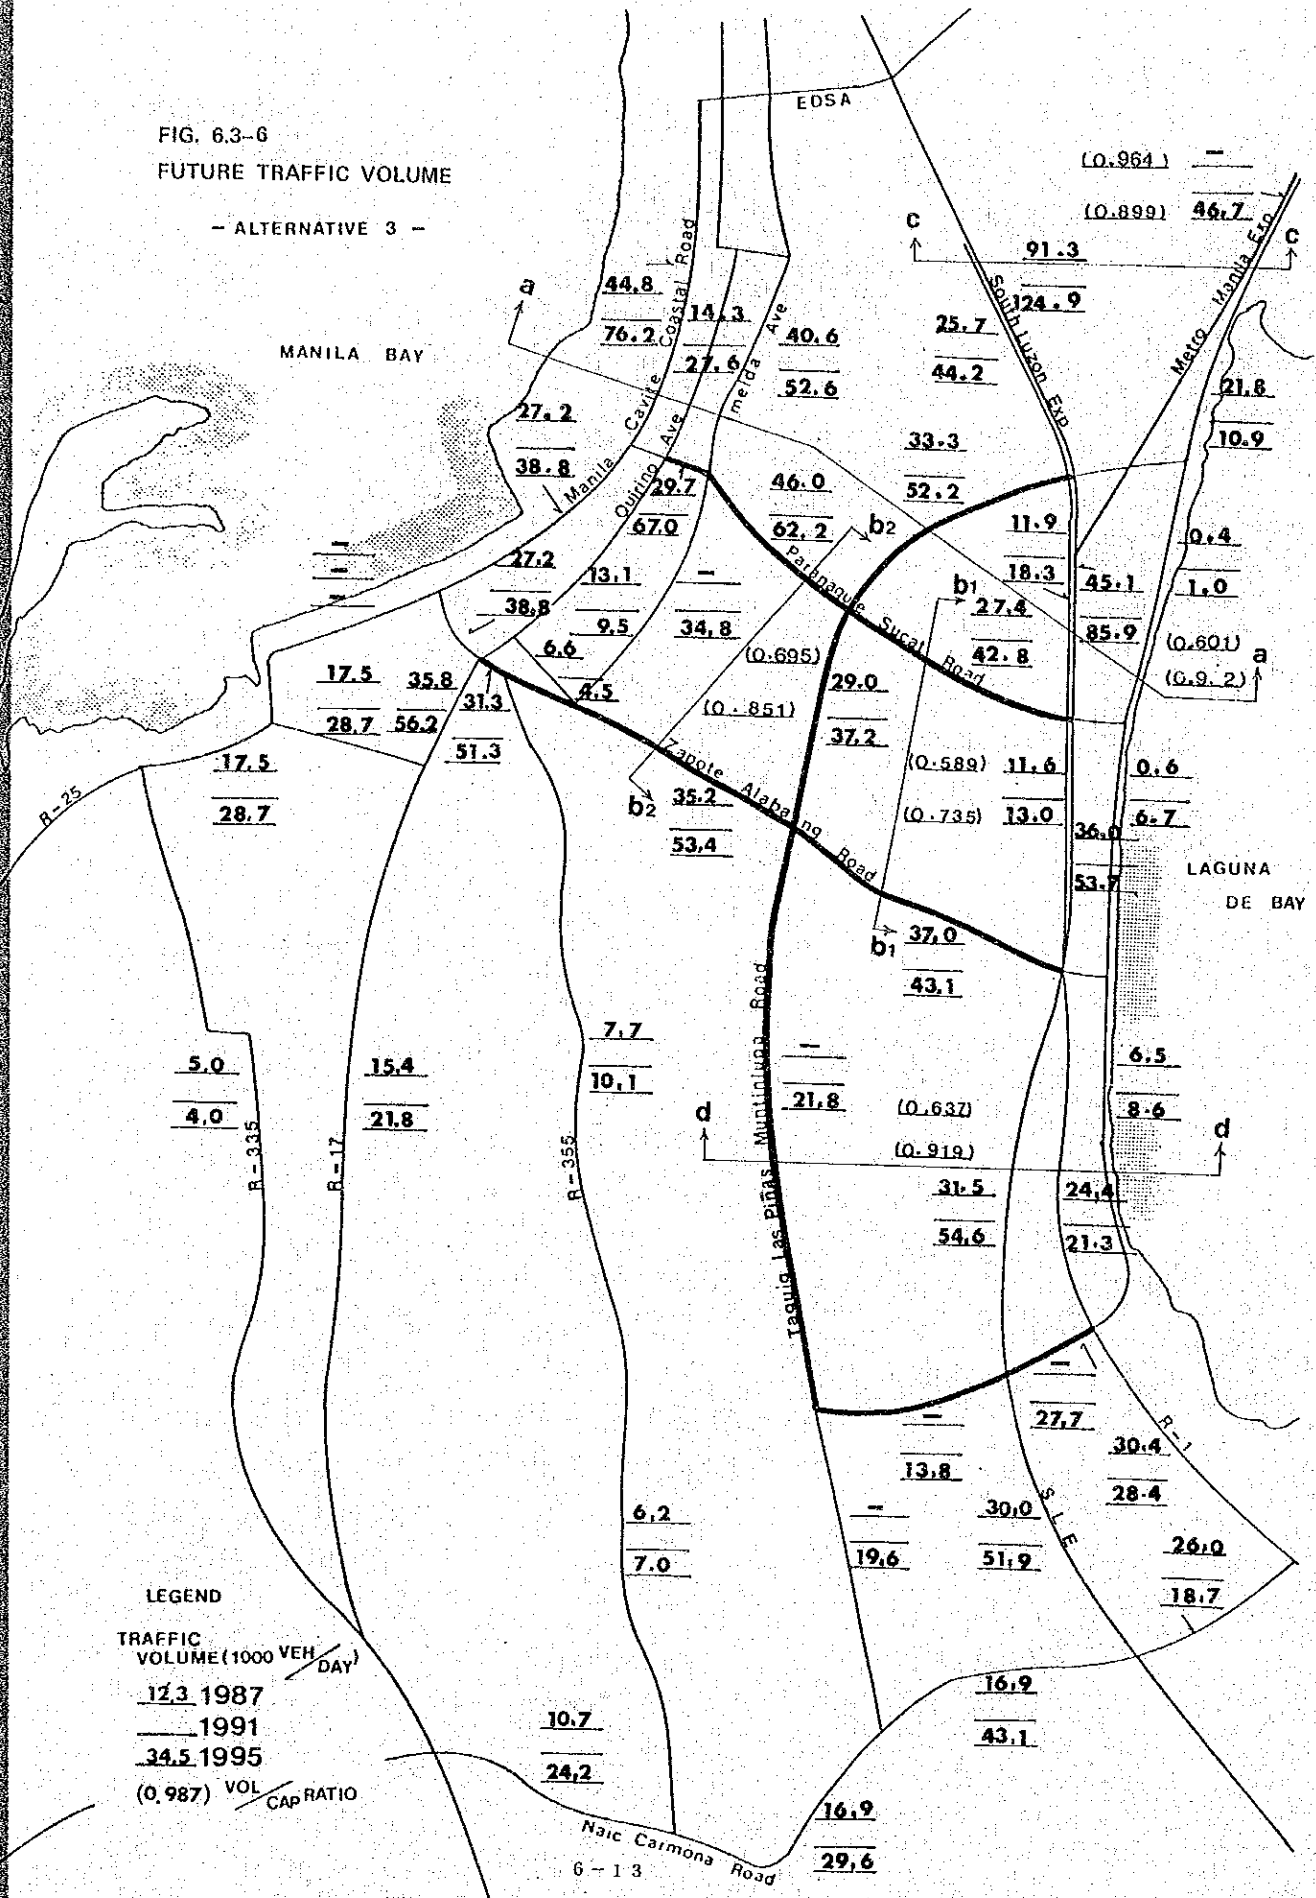 EDSA
FIG. 6.3-6
FUTURE TRAFFIC VOLUME
- ALTERNATIVE 3 -
(0.964) -
(0.899) 46.7
c
c
91.3
124.9
South Luzon Exp
Metro Manila Exp
Manila Cavite Coastal Road
Quirino Ave
melda Ave
a
44.8
76.2
14.3
27.6
40.6
52.6
25.7
44.2
MANILA BAY
21.8
10.9
27.2
38.8
33.3
52.2
29.7
67.0
46.0
62.2
b2
11.9
18.3
0.4
1.0
45.1
85.9
(0.601)
a
-
-
-
27.2
38.8
13.1
9.5
-
34.8
Paranaque Sucat Road
b1
27.4
42.8
6.6
4.5
(0.695)
(0.851)
29.0
37.2
17.5
28.7
35.8
56.2
31.3
51.3
17.5
28.7
R-25
Zapote Alabang Road
b2
35.2
53.4
(0.589) 11.6
(0.735) 13.0
0.6
6.7
36.0
53.7
LAGUNA
DE BAY
b1
37.0
43.1
5.0
4.0
15.4
21.8
7.7
10.1
-
21.8
6.5
8.6
R-335
R-17
R-355
Taguig Las Piñas Muntinlupa Road
d
d
(0.637)
(0.919)
31.5
54.6
24.4
21.3
-
27.7
-
13.8
R-1
30.4
28.4
6.2
7.0
-
19.6
30.0
51.9
S L E
26.0
18.7
LEGEND
TRAFFIC
VOLUME (1000 VEH/DAY)
12.3 1987
1991
34.5 1995
(0.987) VOL/CAP RATIO
10.7
24.2
16.9
43.1
16.9
29.6
Naic Carmona Road
6-13